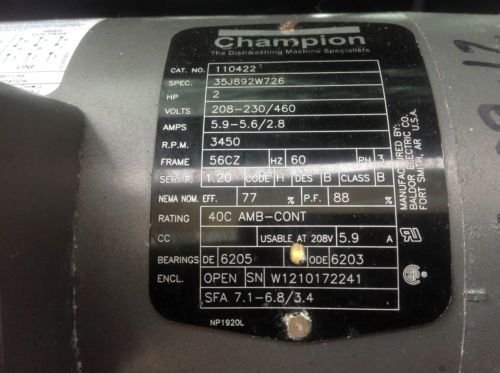 Champion
The Dishwashing Machine Specialists
CAT. NO. 110422
SPEC. 35J892W726
HP 2
VOLTS 208-230/460
AMPS 5.9-5.6/2.8
R.P.M. 3450
FRAME 56CZ HZ 60 PH 3
SER. F. 1.20 CODE H DES B CLASS B
NEMA NOM. EFF. 77 % P.F. 88 %
RATING 40C AMB-CONT
CC USABLE AT 208V 5.9 A
BEARINGS DE 6205 ODE 6203
ENCL. OPEN SN W1210172241
SFA 7.1-6.8/3.4
NP1920L
MANUFACTURED BY:
BALDOR ELECTRIC CO.
FORT SMITH, AR U.S.A.
LINE